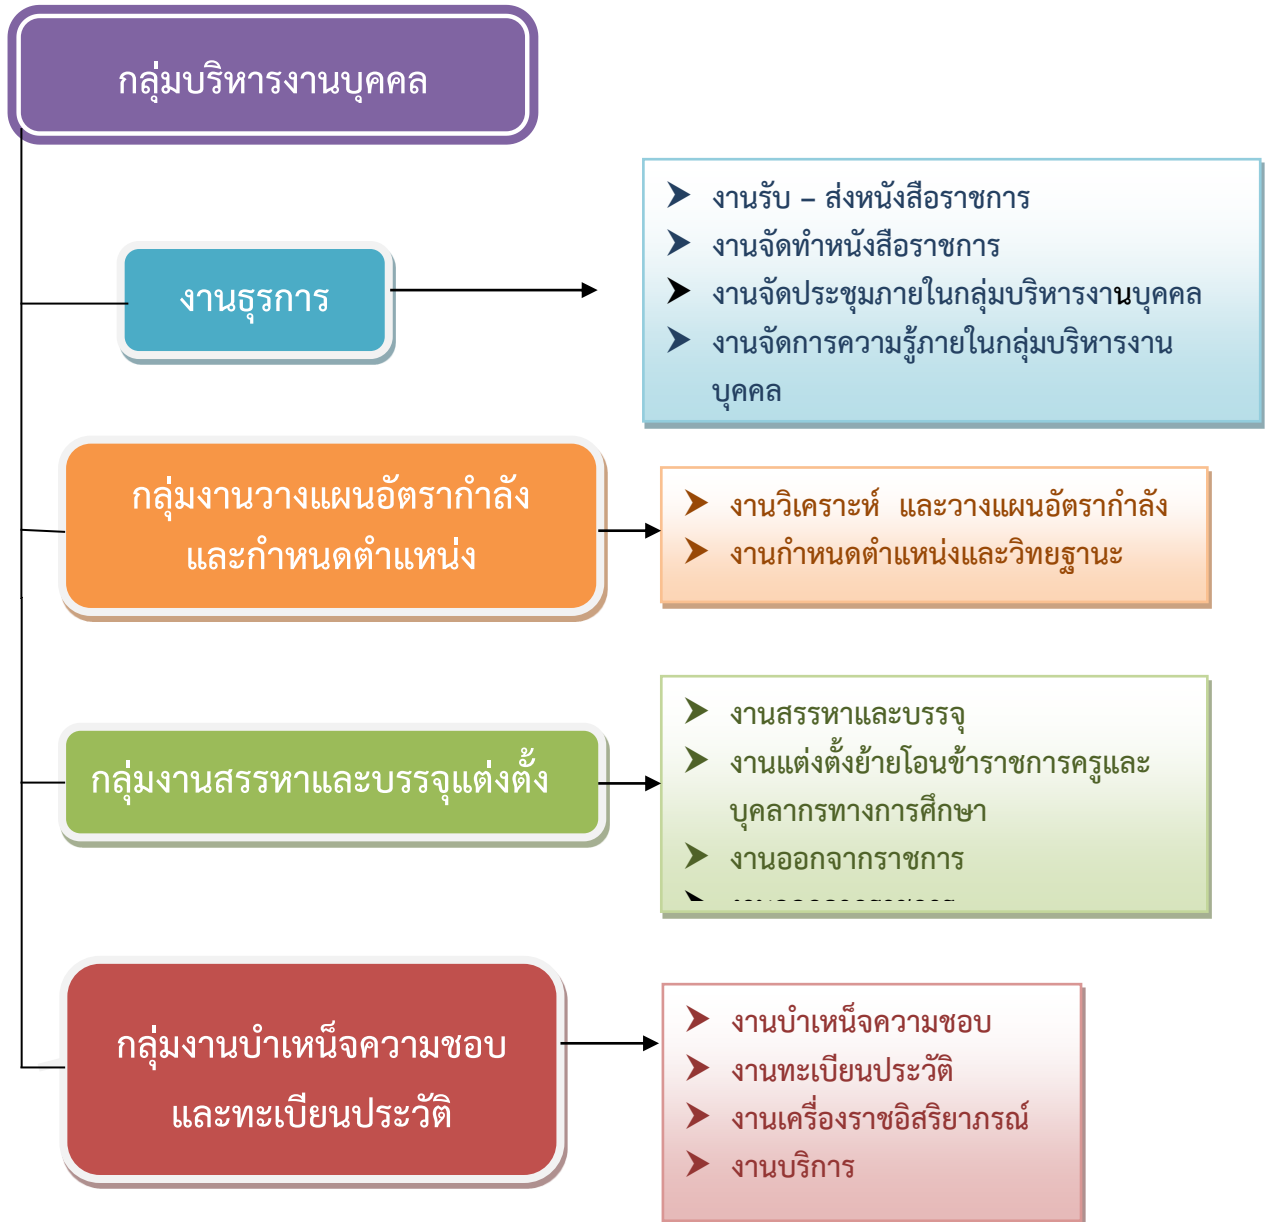 กลุ่มบริหารงานบุคคล
งานธุรการ
งานรับ – ส่งหนังสือราชการ
งานจัดทำหนังสือราชการ
งานจัดประชุมภายในกลุ่มบริหารงานบุคคล
งานจัดการความรู้ภายในกลุ่มบริหารงาน
บุคคล
กลุ่มงานวางแผนอัตรากำลัง
และกำหนดตำแหน่ง
งานวิเคราะห์ และวางแผนอัตรากำลัง
งานกำหนดตำแหน่งและวิทยฐานะ
กลุ่มงานสรรหาและบรรจุแต่งตั้ง
งานสรรหาและบรรจุ
งานแต่งตั้งย้ายโอนข้าราชการครูและ
บุคลากรทางการศึกษา
งานออกจากราชการ
กลุ่มงานบำเหน็จความชอบ
และทะเบียนประวัติ
งานบำเหน็จความชอบ
งานทะเบียนประวัติ
งานเครื่องราชอิสริยาภรณ์
งานบริการ